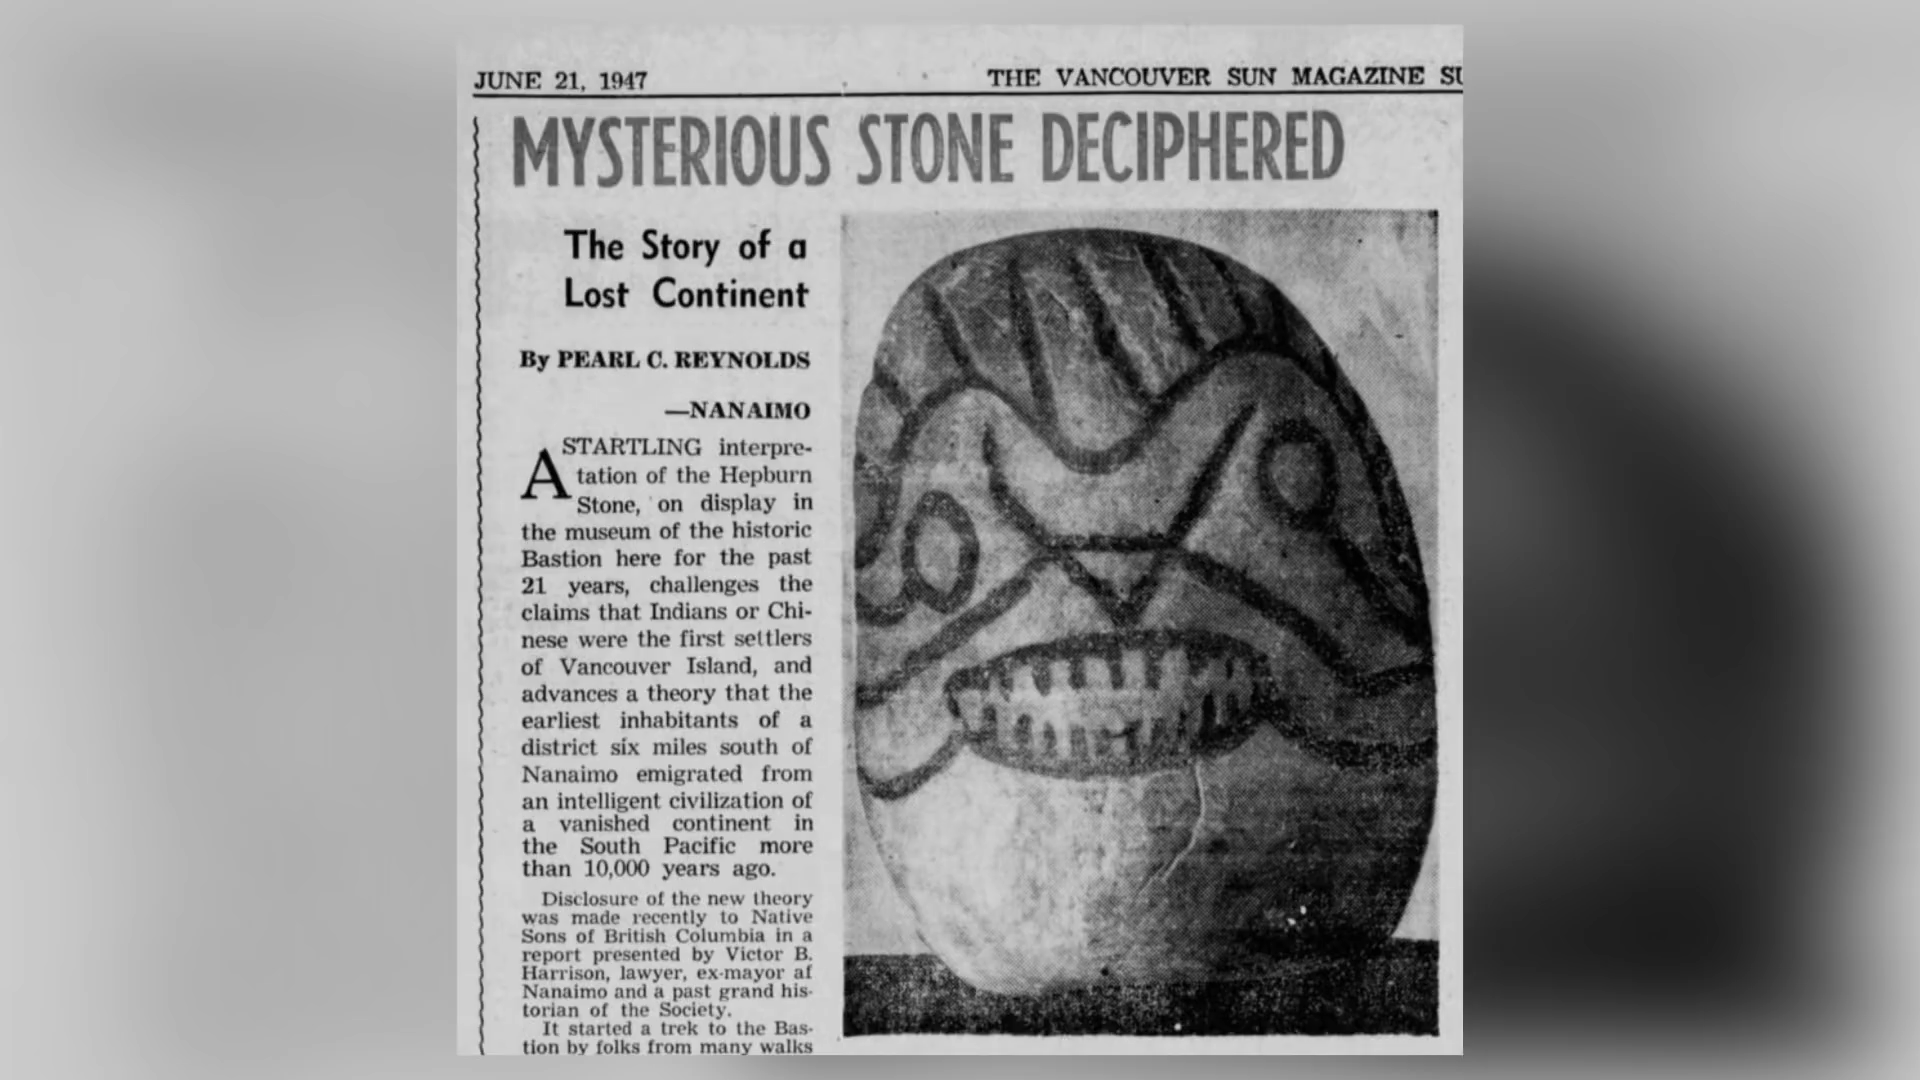 JUNE 21, 1947
THE VANCOUVER SUN MAGAZINE
MYSTERIOUS STONE DECIPHERED
The Story of a
Lost Continent
By PEARL C. REYNOLDS
—NANAIMO
A STARTLING interpre-
tation of the Hepburn
Stone, on display in
the museum of the historic
Bastion here for the past
21 years, challenges the
claims that Indians or Chi-
nese were the first settlers
of Vancouver Island, and
advances a theory that the
earliest inhabitants of a
district six miles south of
Nanaimo emigrated from
an intelligent civilization of
a vanished continent in
the South Pacific more
than 10,000 years ago.
Disclosure of the new theory
was made recently to Native
Sons of British Columbia in a
report presented by Victor B.
Harrison, lawyer, ex-mayor af
Nanaimo and a past grand his-
torian of the Society.
It started a trek to the Bas-
tion by folks from many walks